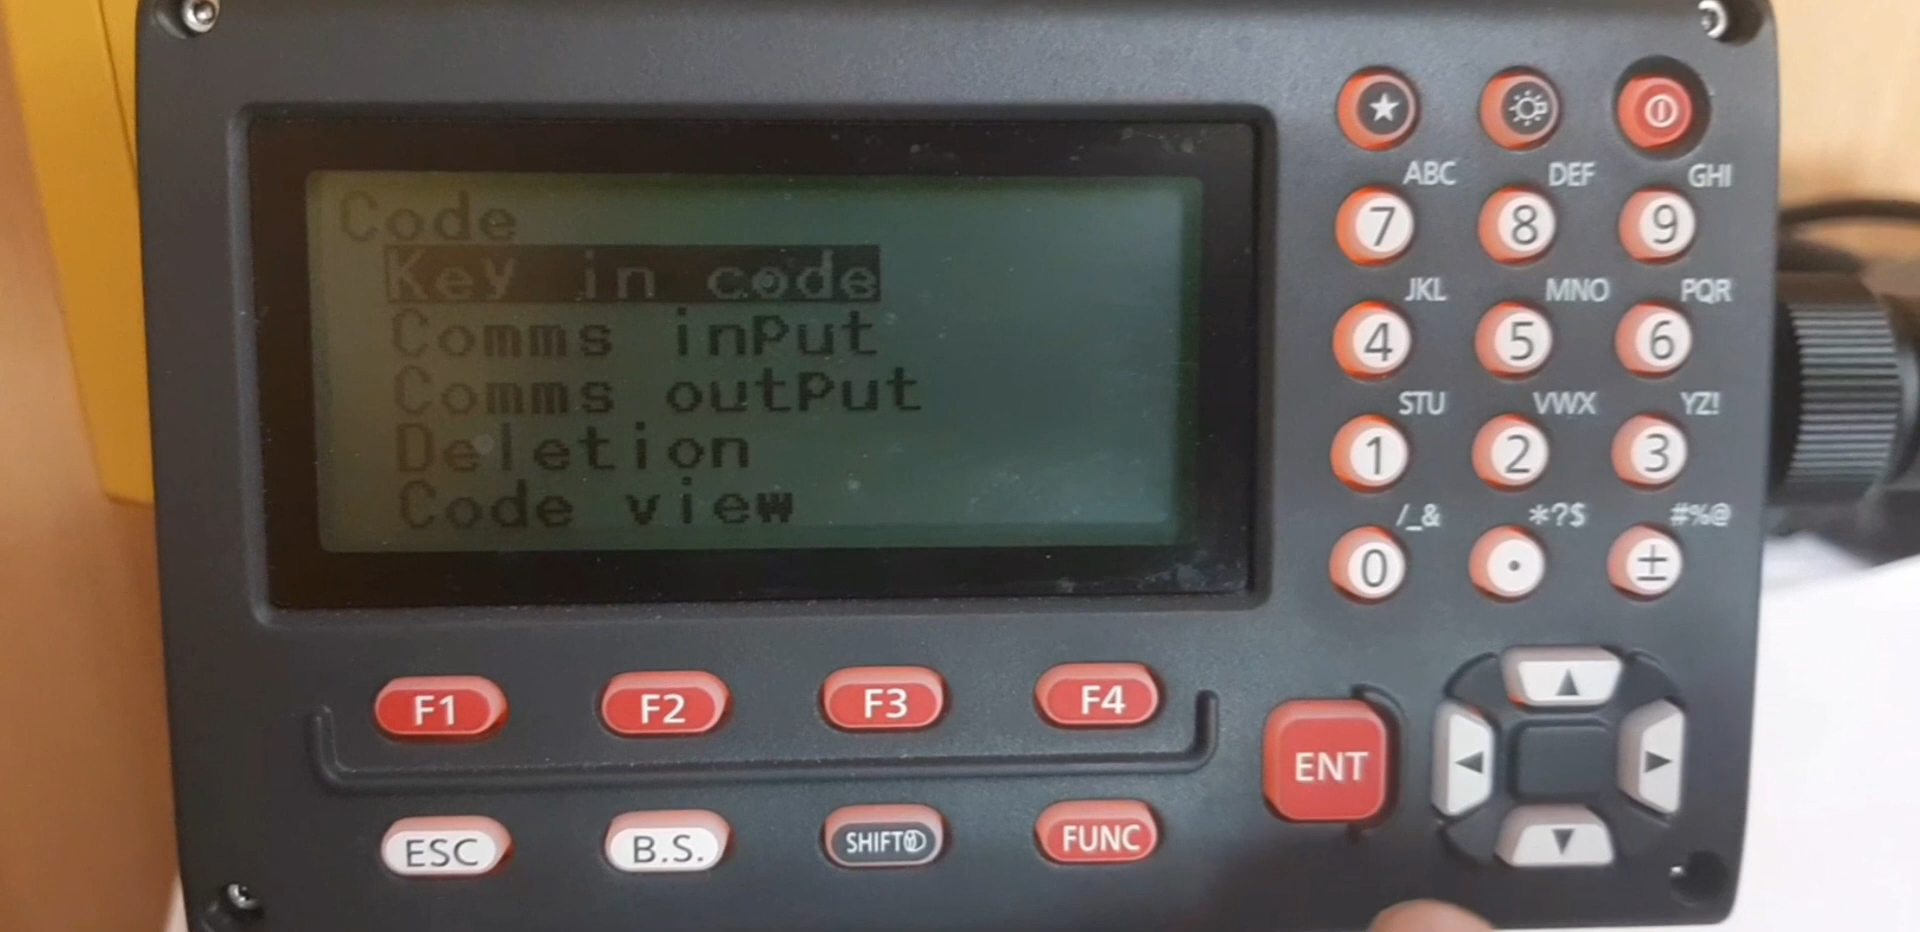 Code
Key in code
Comms input
Comms output
Deletion
Code view
ABC DEF GHI
7 8 9
JKL MNO PQR
4 5 6
STU VWX YZ!
1 2 3
/_& *?$ #%@
0 . ±
F1 F2 F3 F4
ENT
ESC B.S. SHIFT FUNC